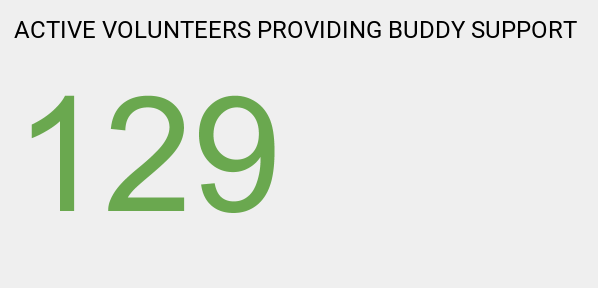 ACTIVE VOLUNTEERS PROVIDING BUDDY SUPPORT
129